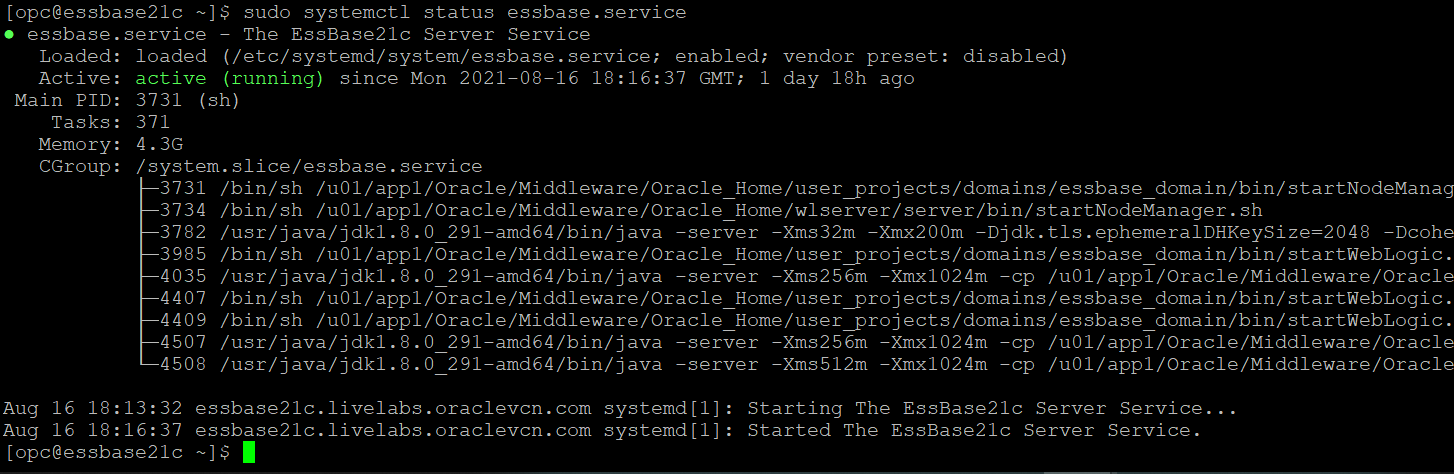 [opc@essbase21c ~]$ sudo systemctl status essbase.service
● essbase.service - The EssBase21c Server Service
   Loaded: loaded (/etc/systemd/system/essbase.service; enabled; vendor preset: disabled)
   Active: active (running) since Mon 2021-08-16 18:16:37 GMT; 1 day 18h ago
 Main PID: 3731 (sh)
    Tasks: 371
   Memory: 4.3G
   CGroup: /system.slice/essbase.service
           ├─3731 /bin/sh /u01/app1/Oracle/Middleware/Oracle_Home/user_projects/domains/essbase_domain/bin/startNodeManag
           ├─3734 /bin/sh /u01/app1/Oracle/Middleware/Oracle_Home/wlserver/server/bin/startNodeManager.sh
           ├─3782 /usr/java/jdk1.8.0_291-amd64/bin/java -server -Xms32m -Xmx200m -Djdk.tls.ephemeralDHKeySize=2048 -Dcohe
           ├─3985 /bin/sh /u01/app1/Oracle/Middleware/Oracle_Home/user_projects/domains/essbase_domain/bin/startWebLogic.
           ├─4035 /usr/java/jdk1.8.0_291-amd64/bin/java -server -Xms256m -Xmx1024m -cp /u01/app1/Oracle/Middleware/Oracle
           ├─4407 /bin/sh /u01/app1/Oracle/Middleware/Oracle_Home/user_projects/domains/essbase_domain/bin/startWebLogic.
           ├─4409 /bin/sh /u01/app1/Oracle/Middleware/Oracle_Home/user_projects/domains/essbase_domain/bin/startWebLogic.
           ├─4507 /usr/java/jdk1.8.0_291-amd64/bin/java -server -Xms256m -Xmx1024m -cp /u01/app1/Oracle/Middleware/Oracle
           └─4508 /usr/java/jdk1.8.0_291-amd64/bin/java -server -Xms512m -Xmx1024m -cp /u01/app1/Oracle/Middleware/Oracle

Aug 16 18:13:32 essbase21c.livelabs.oraclevcn.com systemd[1]: Starting The EssBase21c Server Service...
Aug 16 18:16:37 essbase21c.livelabs.oraclevcn.com systemd[1]: Started The EssBase21c Server Service.
[opc@essbase21c ~]$